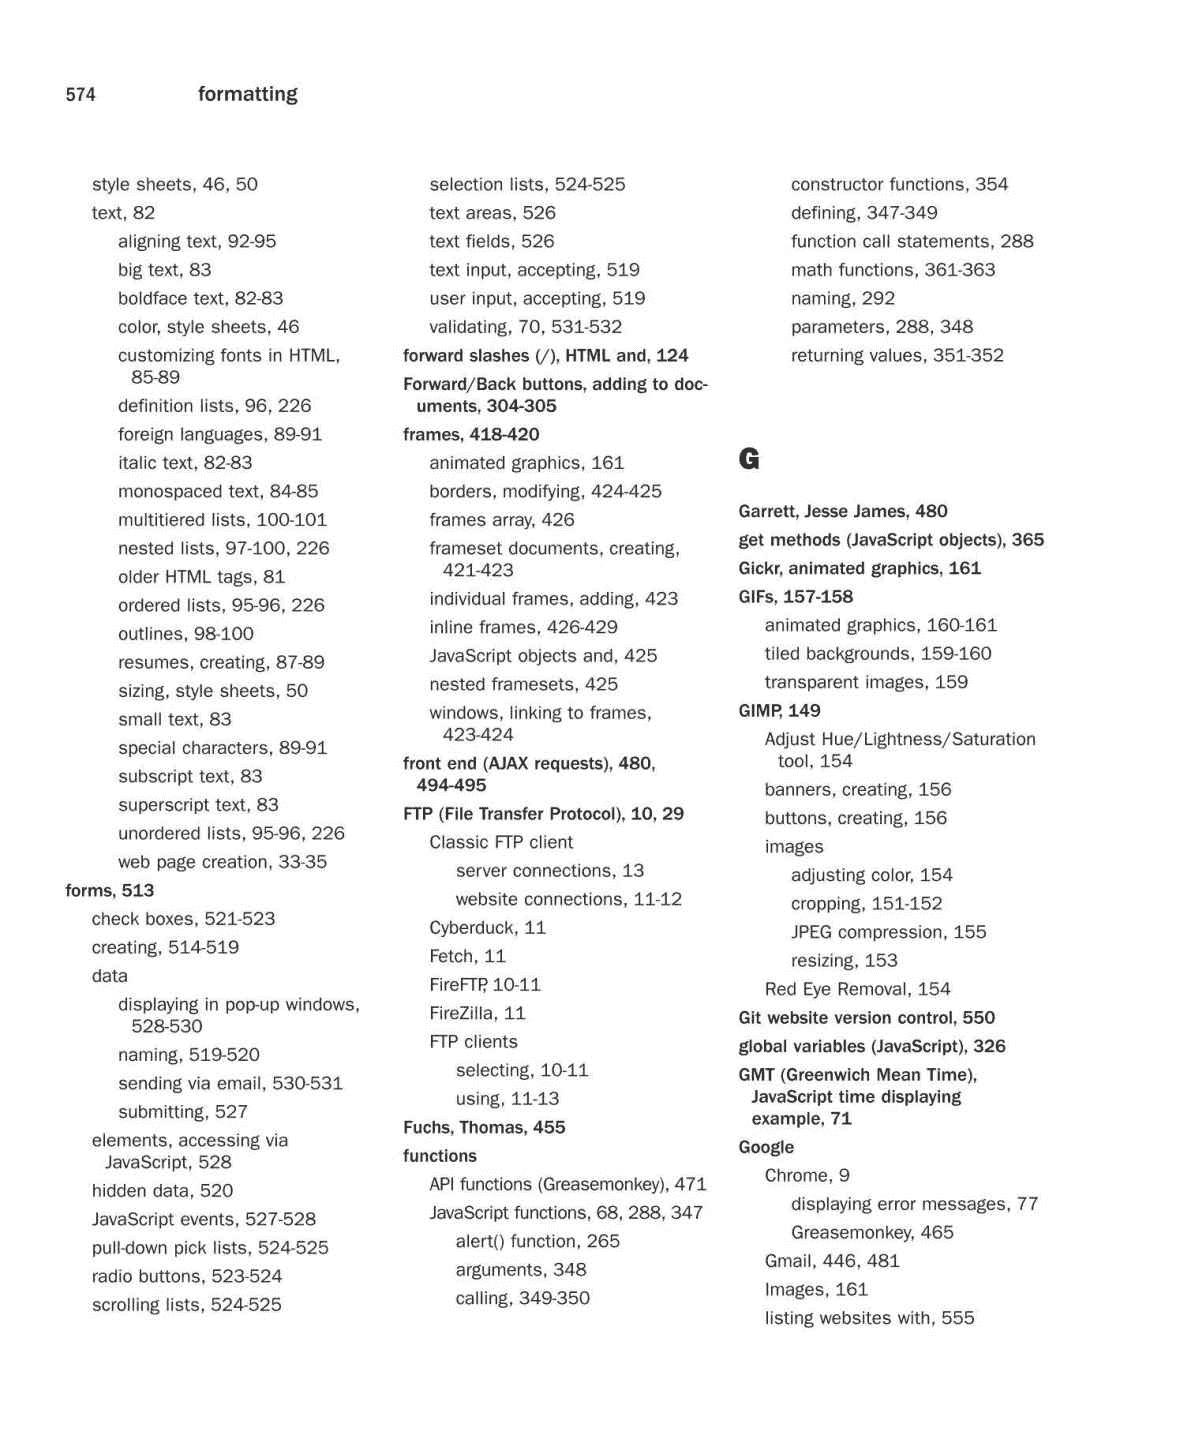 574 formatting
style sheets, 46, 50
text, 82
aligning text, 92-95
big text, 83
boldface text, 82-83
color, style sheets, 46
customizing fonts in HTML,
85-89
definition lists, 96, 226
foreign languages, 89-91
italic text, 82-83
monospaced text, 84-85
multitiered lists, 100-101
nested lists, 97-100, 226
older HTML tags, 81
ordered lists, 95-96, 226
outlines, 98-100
resumes, creating, 87-89
sizing, style sheets, 50
small text, 83
special characters, 89-91
subscript text, 83
superscript text, 83
unordered lists, 95-96, 226
web page creation, 33-35
forms, 513
check boxes, 521-523
creating, 514-519
data
displaying in pop-up windows,
528-530
naming, 519-520
sending via email, 530-531
submitting, 527
elements, accessing via
JavaScript, 528
hidden data, 520
JavaScript events, 527-528
pull-down pick lists, 524-525
radio buttons, 523-524
scrolling lists, 524-525
selection lists, 524-525
text areas, 526
text fields, 526
text input, accepting, 519
user input, accepting, 519
validating, 70, 531-532
forward slashes (/), HTML and, 124
Forward/Back buttons, adding to doc-
uments, 304-305
frames, 418-420
animated graphics, 161
borders, modifying, 424-425
frames array, 426
frameset documents, creating,
421-423
individual frames, adding, 423
inline frames, 426-429
JavaScript objects and, 425
nested framesets, 425
windows, linking to frames,
423-424
front end (AJAX requests), 480,
494-495
FTP (File Transfer Protocol), 10, 29
Classic FTP client
server connections, 13
website connections, 11-12
Cyberduck, 11
Fetch, 11
FireFTP, 10-11
FireZilla, 11
FTP clients
selecting, 10-11
using, 11-13
Fuchs, Thomas, 455
functions
API functions (Greasemonkey), 471
JavaScript functions, 68, 288, 347
alert() function, 265
arguments, 348
calling, 349-350
constructor functions, 354
defining, 347-349
function call statements, 288
math functions, 361-363
naming, 292
parameters, 288, 348
returning values, 351-352
G
Garrett, Jesse James, 480
get methods (JavaScript objects), 365
Gickr, animated graphics, 161
GIFs, 157-158
animated graphics, 160-161
tiled backgrounds, 159-160
transparent images, 159
GIMP, 149
Adjust Hue/Lightness/Saturation
tool, 154
banners, creating, 156
buttons, creating, 156
images
adjusting color, 154
cropping, 151-152
JPEG compression, 155
resizing, 153
Red Eye Removal, 154
Git website version control, 550
global variables (JavaScript), 326
GMT (Greenwich Mean Time),
JavaScript time displaying
example, 71
Google
Chrome, 9
displaying error messages, 77
Greasemonkey, 465
Gmail, 446, 481
Images, 161
listing websites with, 555